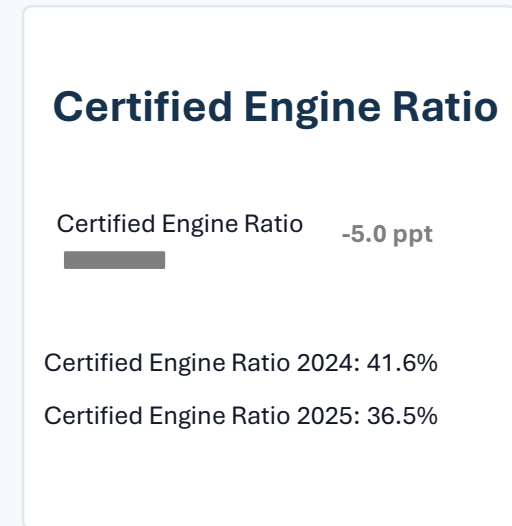 Certified Engine Ratio
Certified Engine Ratio
-5.0 ppt
Certified Engine Ratio 2024: 41.6%
Certified Engine Ratio 2025: 36.5%